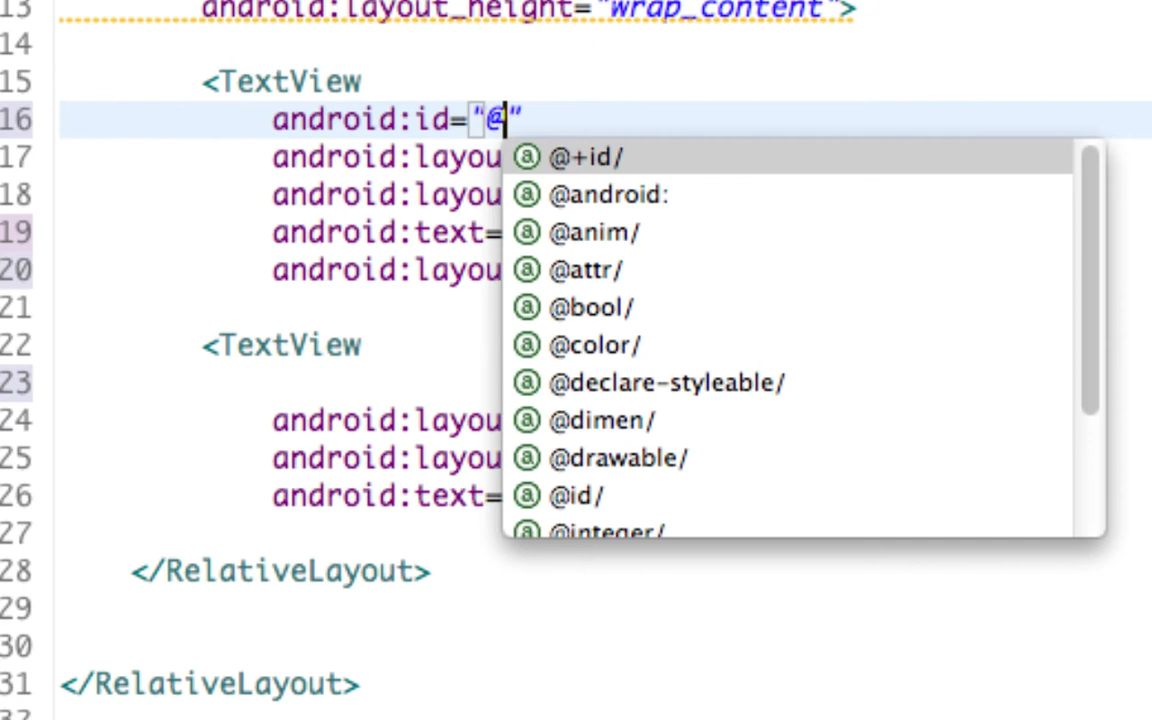 13 android:layout_height="wrap_content">
14
15 <TextView
16 android:id="@"
17 android:layou
18 android:layou
19 android:text=
20 android:layou
21
22 <TextView
23
24 android:layou
25 android:layou
26 android:text=
27
28 </RelativeLayout>
29
30
31 </RelativeLayout>
32
@+id/
@android:
@anim/
@attr/
@bool/
@color/
@declare-styleable/
@dimen/
@drawable/
@id/
@integer/